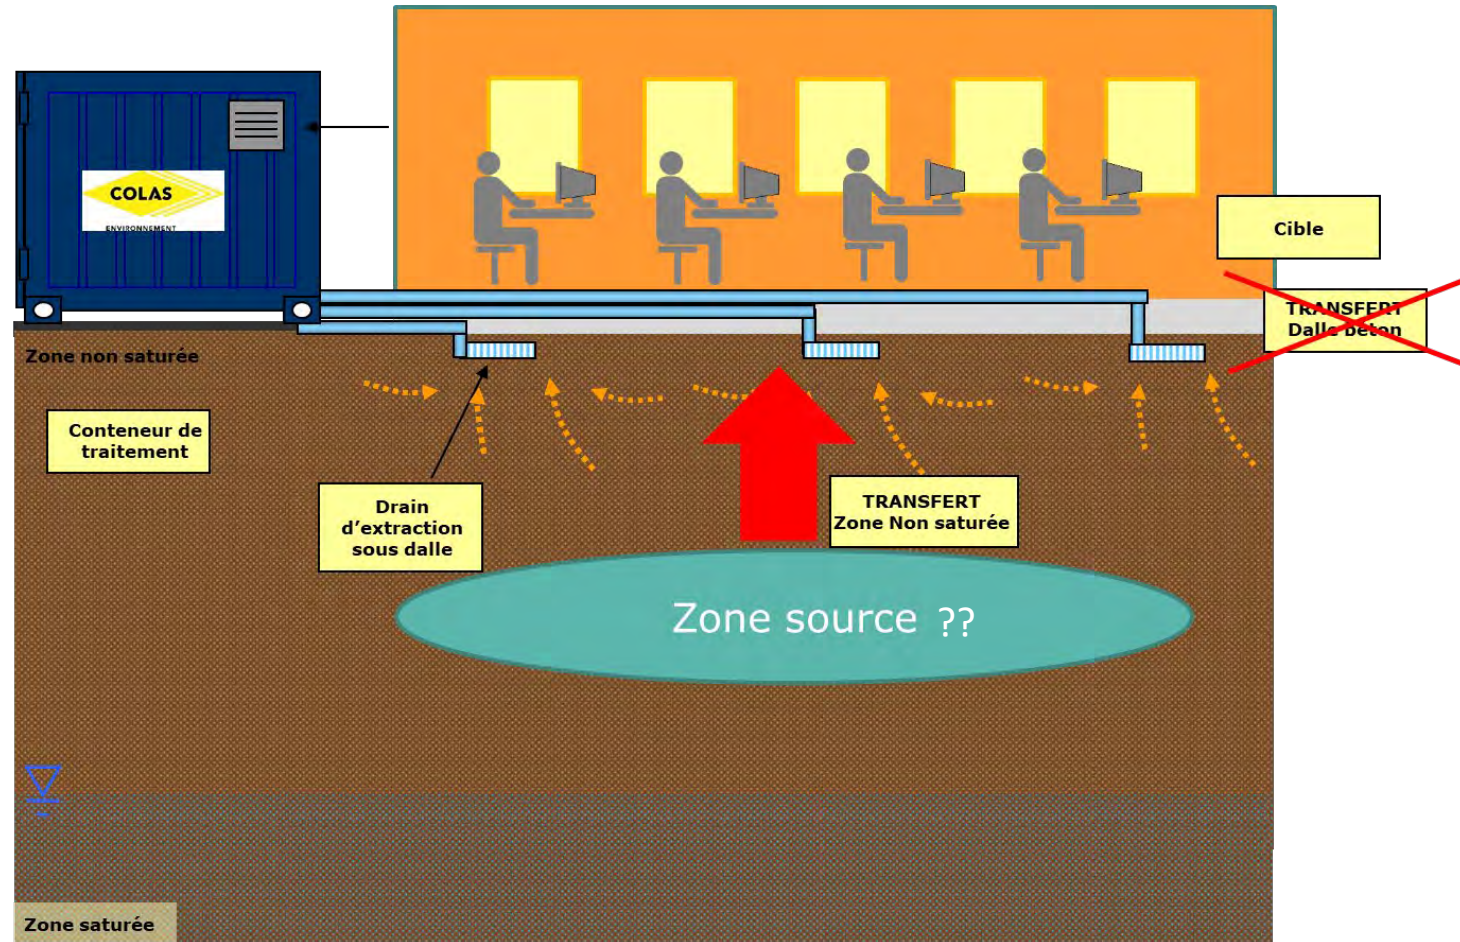 COLAS
ENVIRONNEMENT
Cible
TRANSFERT
Dalle béton
Zone non saturée
Conteneur de
traitement
Drain
d’extraction
sous dalle
TRANSFERT
Zone Non saturée
Zone source ??
Zone saturée